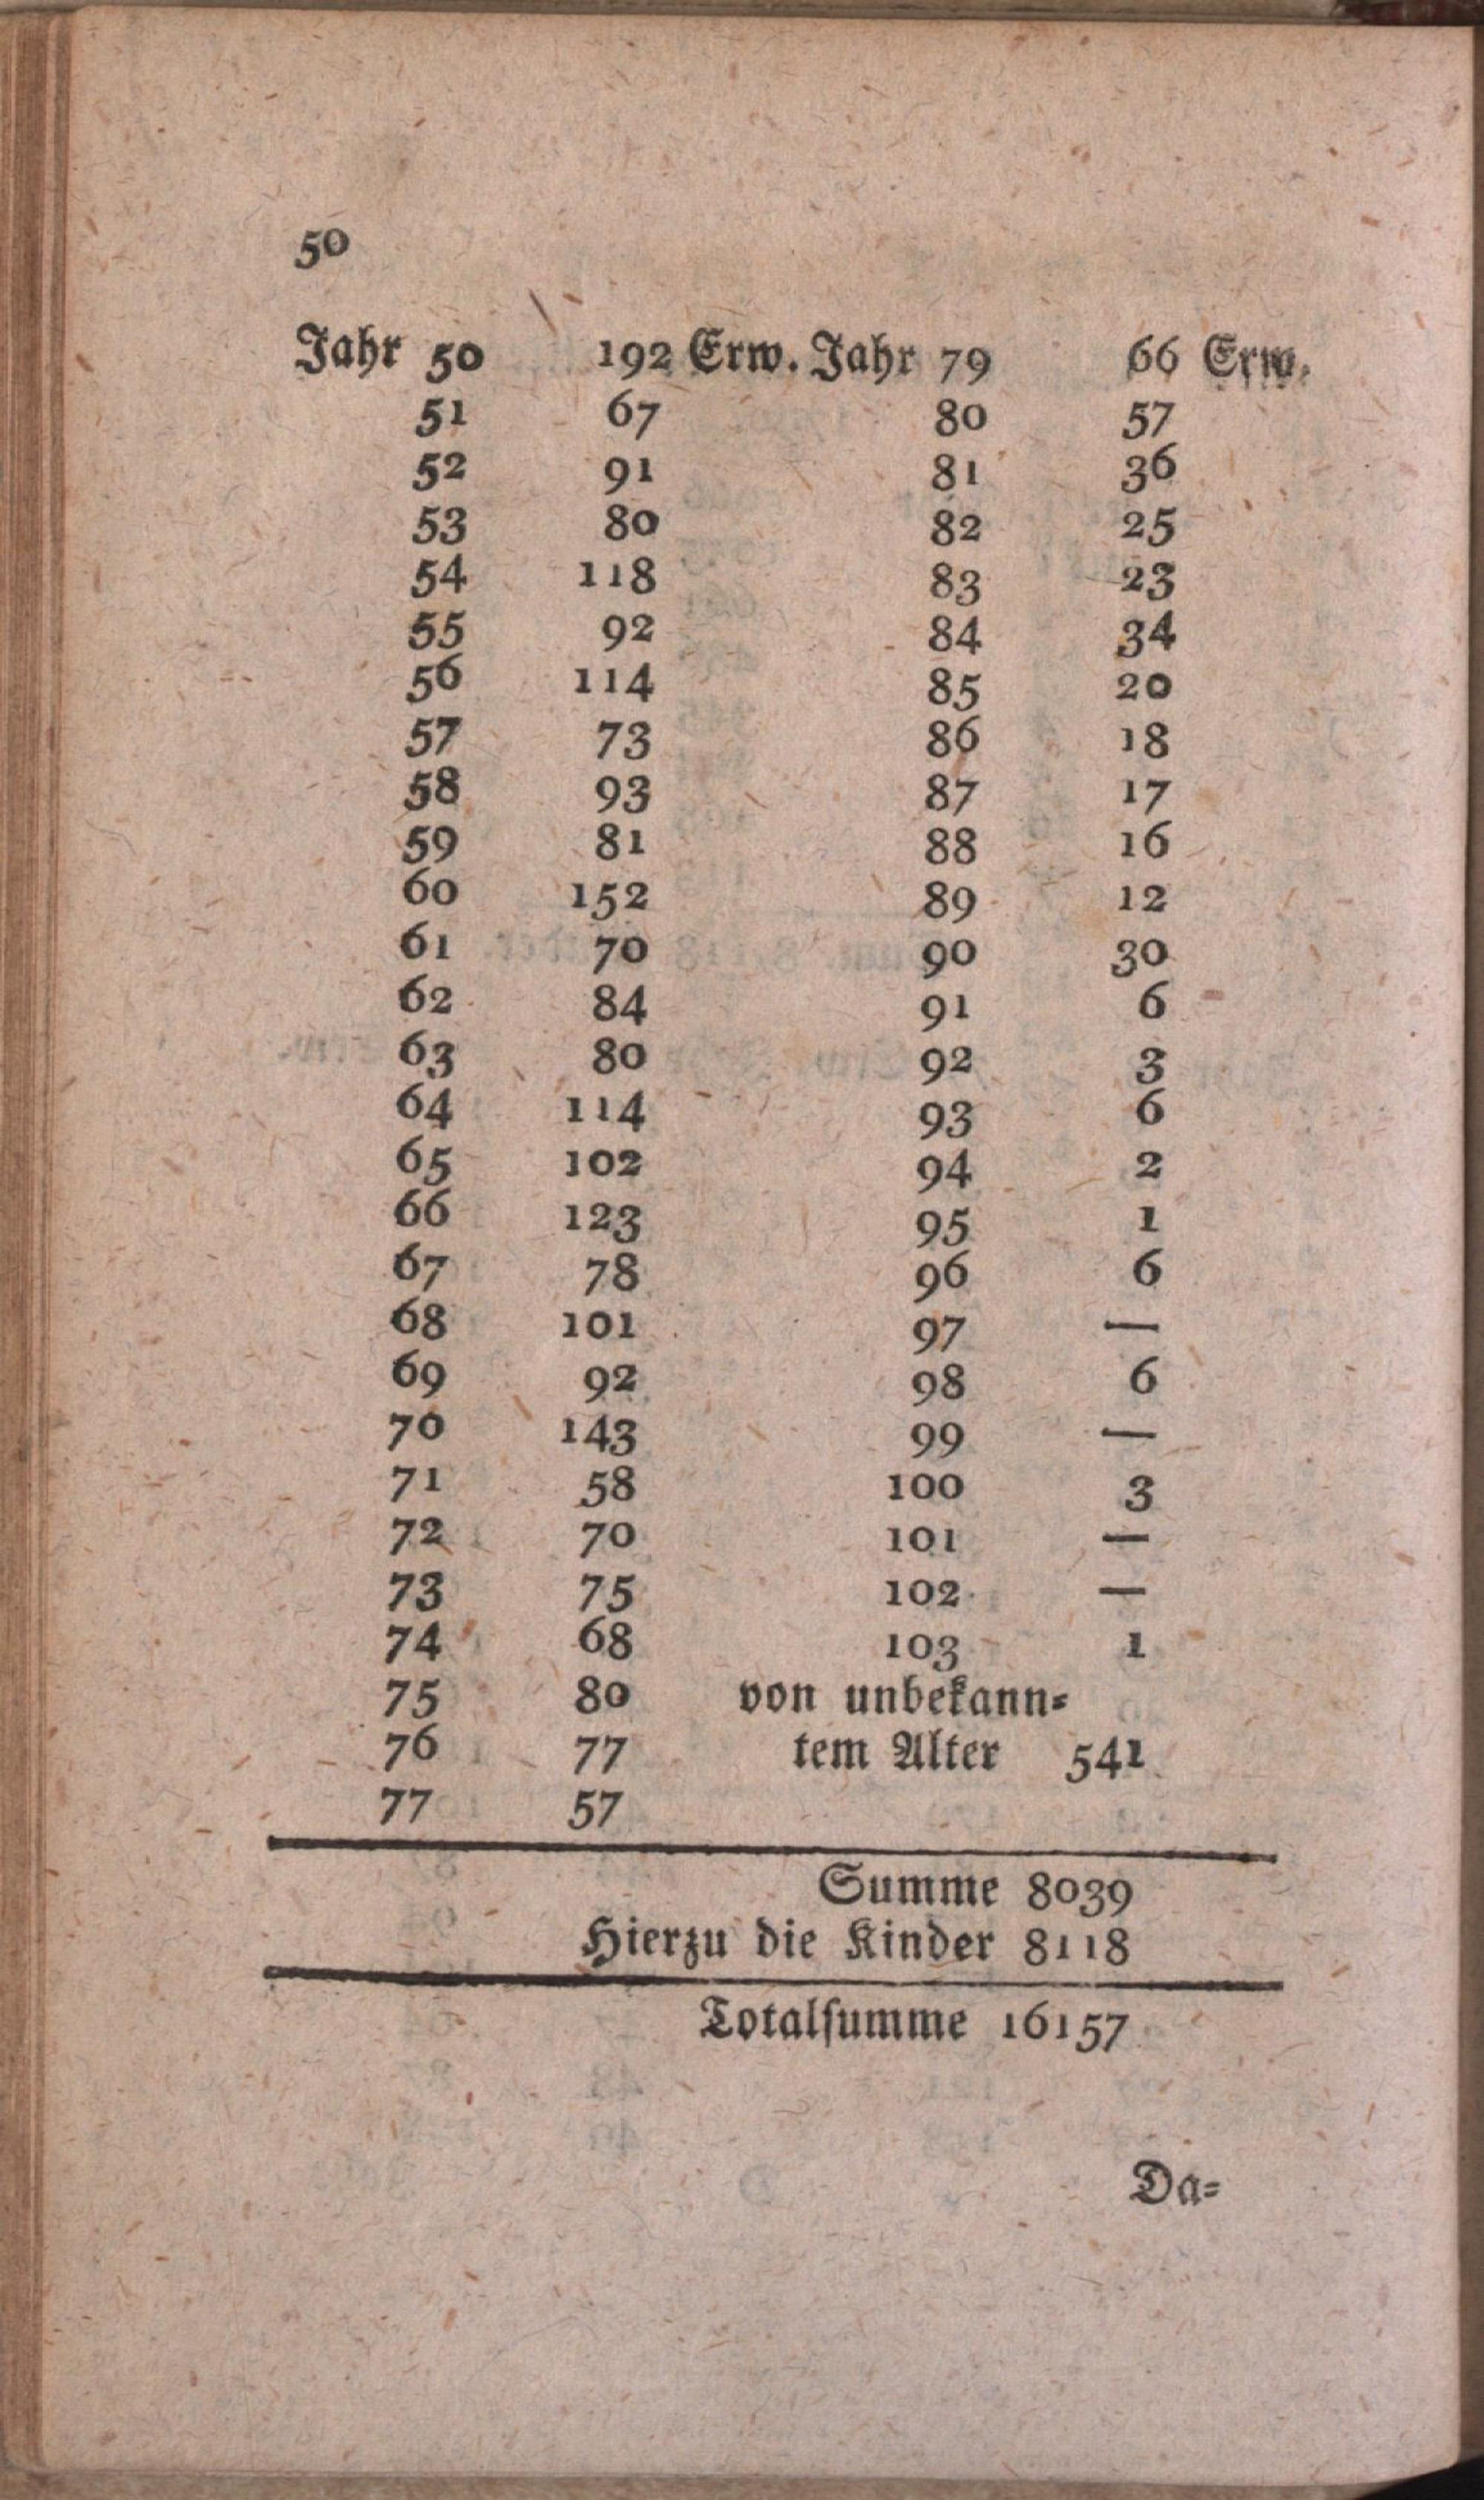 50
Jahr 50 192 Erw. Jahr 79 66 Erw.
51 67 80 57
52 91 81 36
53 80 82 25
54 118 83 23
55 92 84 34
56 114 85 20
57 73 86 18
58 93 87 17
59 81 88 16
60 152 89 12
61 70 90 30
62 84 91 6
63 80 92 3
64 114 93 6
65 102 94 2
66 123 95 1
67 78 96 6
68 101 97 —
69 92 98 6
70 143 99 —
71 58 100 3
72 70 101 —
73 75 102 —
74 68 103 1
75 80 von unbekann⸗
76 77 tem Alter 541
77 57
Summe 8039
Hierzu die Kinder 8118
Totalſumme 16157
Da⸗